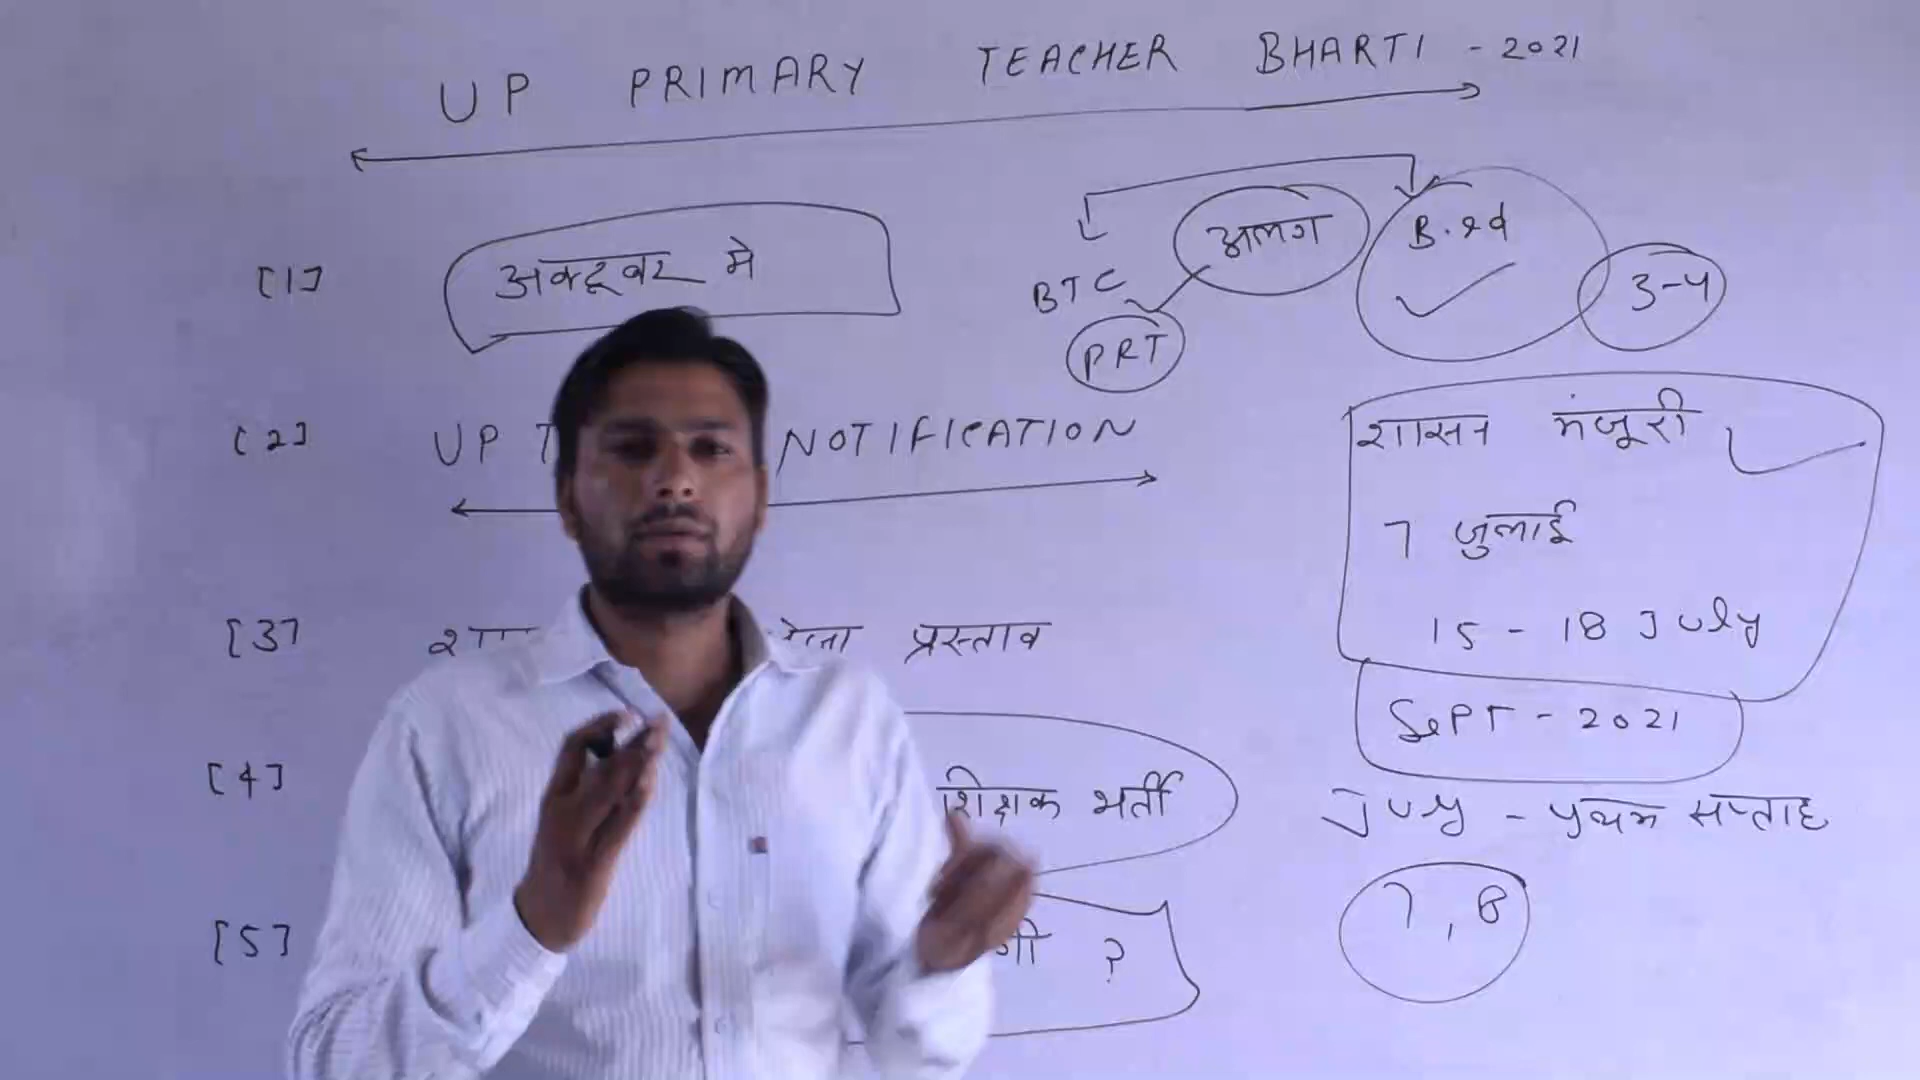 UP PRIMARY TEACHER BHARTI - 2021
[1] अक्टूबर मे
BTC अलग B.Ed
PRT 3-4
[2] UP NOTIFICATION
शासन मंजूरी
7 जुलाई
15 - 18 July
[3] प्रस्ताव
Sept - 2021
[4] शिक्षक भर्ती
July - प्रथम सप्ताह
7, 8
[5] ?